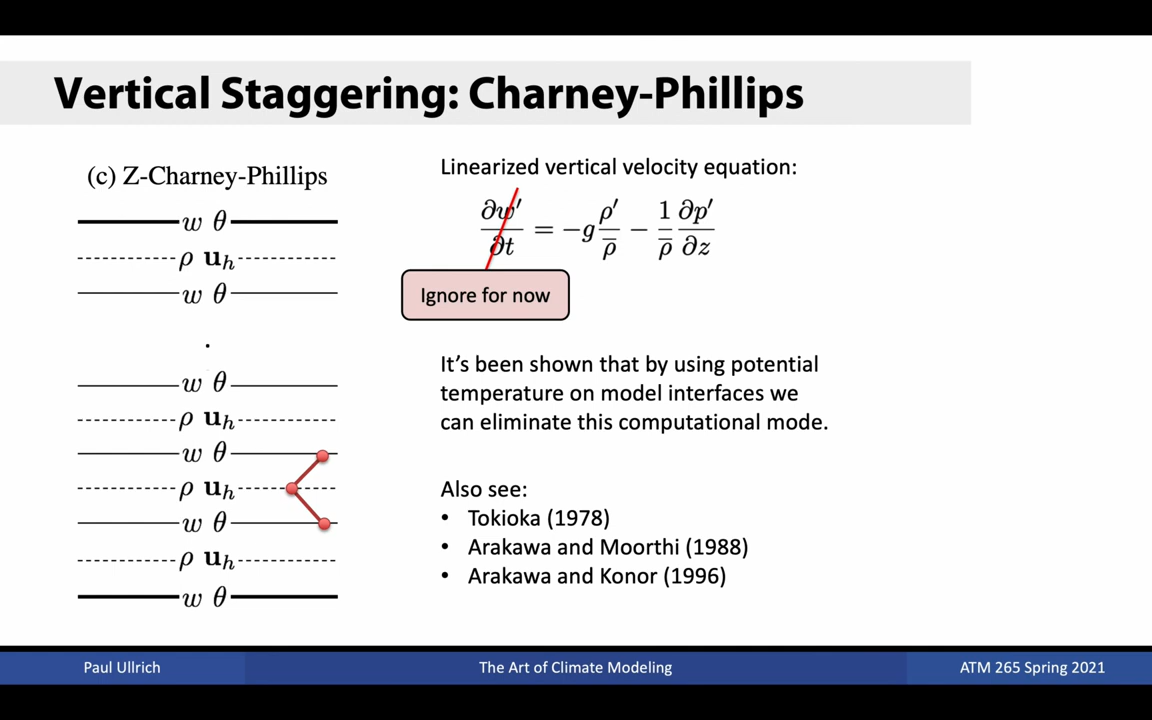 Vertical Staggering: Charney-Phillips
(c) Z-Charney-Phillips
w θ
ρ u_h
w θ
.
w θ
ρ u_h
w θ
ρ u_h
w θ
ρ u_h
w θ
Linearized vertical velocity equation:
∂w′/∂t = −g ρ′/ρ̅ − 1/ρ̅ ∂p′/∂z
Ignore for now
It’s been shown that by using potential
temperature on model interfaces we
can eliminate this computational mode.
Also see:
• Tokioka (1978)
• Arakawa and Moorthi (1988)
• Arakawa and Konor (1996)
Paul Ullrich
The Art of Climate Modeling
ATM 265 Spring 2021